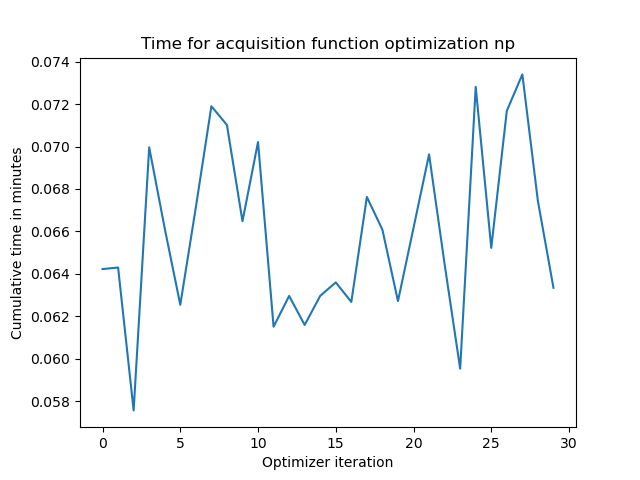 Time for acquisition function optimization np
0.074
0.072
0.070
0.068
0.066
0.064
0.062
0.060
0.058
Cumulative time in minutes
0 5 10 15 20 25 30
Optimizer iteration